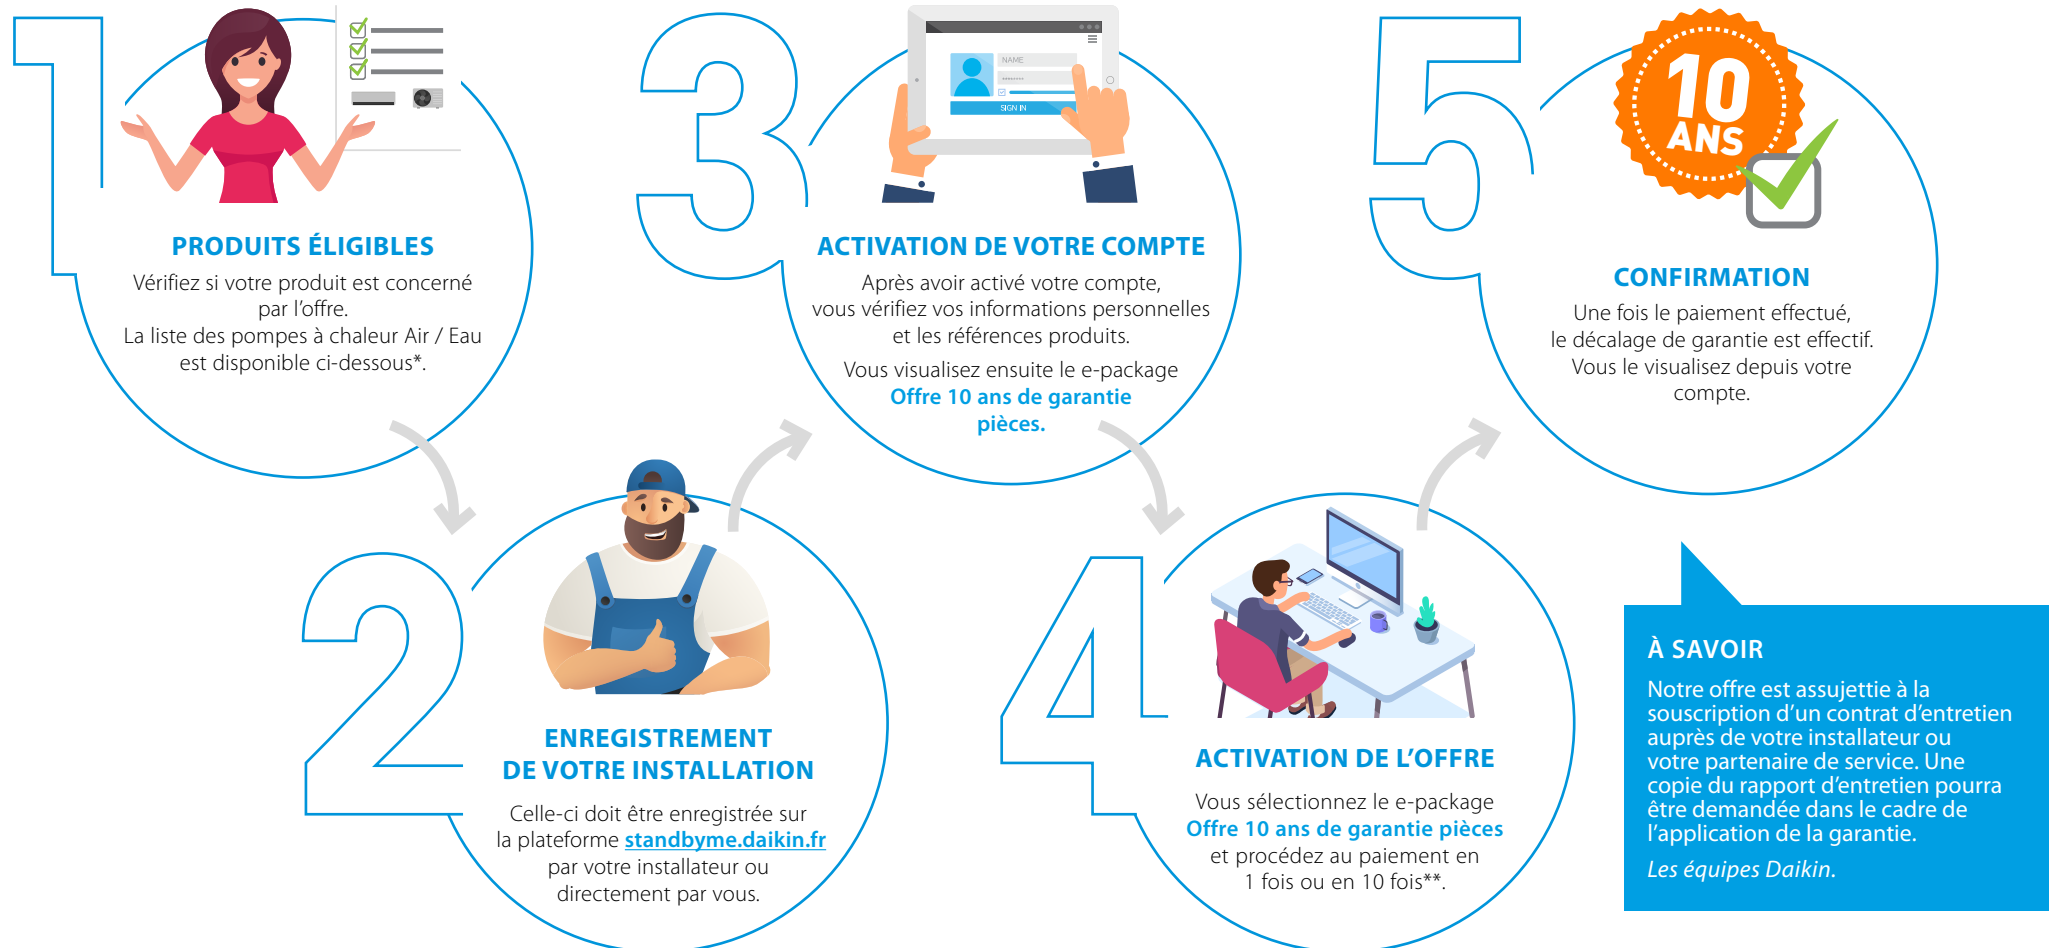 1
PRODUITS ÉLIGIBLES
Vérifiez si votre produit est concerné
par l’offre.
La liste des pompes à chaleur Air / Eau
est disponible ci-dessous*.
2
ENREGISTREMENT
DE VOTRE INSTALLATION
Celle-ci doit être enregistrée sur
la plateforme standbyme.daikin.fr
par votre installateur ou
directement par vous.
3
NAME
********
SIGN IN
ACTIVATION DE VOTRE COMPTE
Après avoir activé votre compte,
vous vérifiez vos informations personnelles
et les références produits.
Vous visualisez ensuite le e-package
Offre 10 ans de garantie
pièces.
4
ACTIVATION DE L’OFFRE
Vous sélectionnez le e-package
Offre 10 ans de garantie pièces
et procédez au paiement en
1 fois ou en 10 fois**.
5
10
ANS
CONFIRMATION
Une fois le paiement effectué,
le décalage de garantie est effectif.
Vous le visualisez depuis votre
compte.
À SAVOIR
Notre offre est assujettie à la
souscription d’un contrat d’entretien
auprès de votre installateur ou
votre partenaire de service. Une
copie du rapport d’entretien pourra
être demandée dans le cadre de
l’application de la garantie.
Les équipes Daikin.